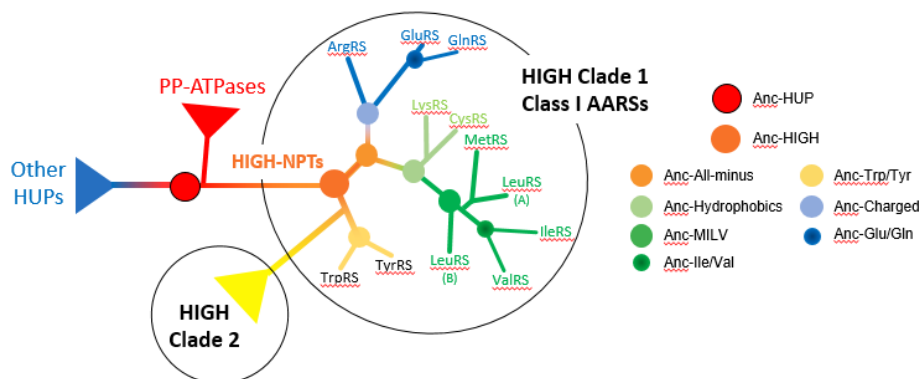 ArgRS
GluRS
GlnRS
HIGH Clade 1
Class I AARSs
PP-ATPases
LysRS
CysRS
MetRS
HIGH-NPTs
Other
HUPs
LeuRS
(A)
IleRS
LeuRS
(B)
ValRS
TyrRS
TrpRS
HIGH
Clade 2
Anc-HUP
Anc-HIGH
Anc-All-minus
Anc-Trp/Tyr
Anc-Hydrophobics
Anc-Charged
Anc-MILV
Anc-Glu/Gln
Anc-Ile/Val